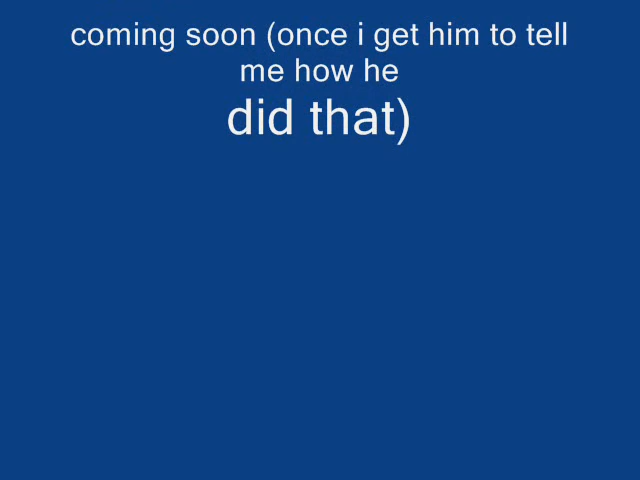 coming soon (once i get him to tell
me how he
did that)